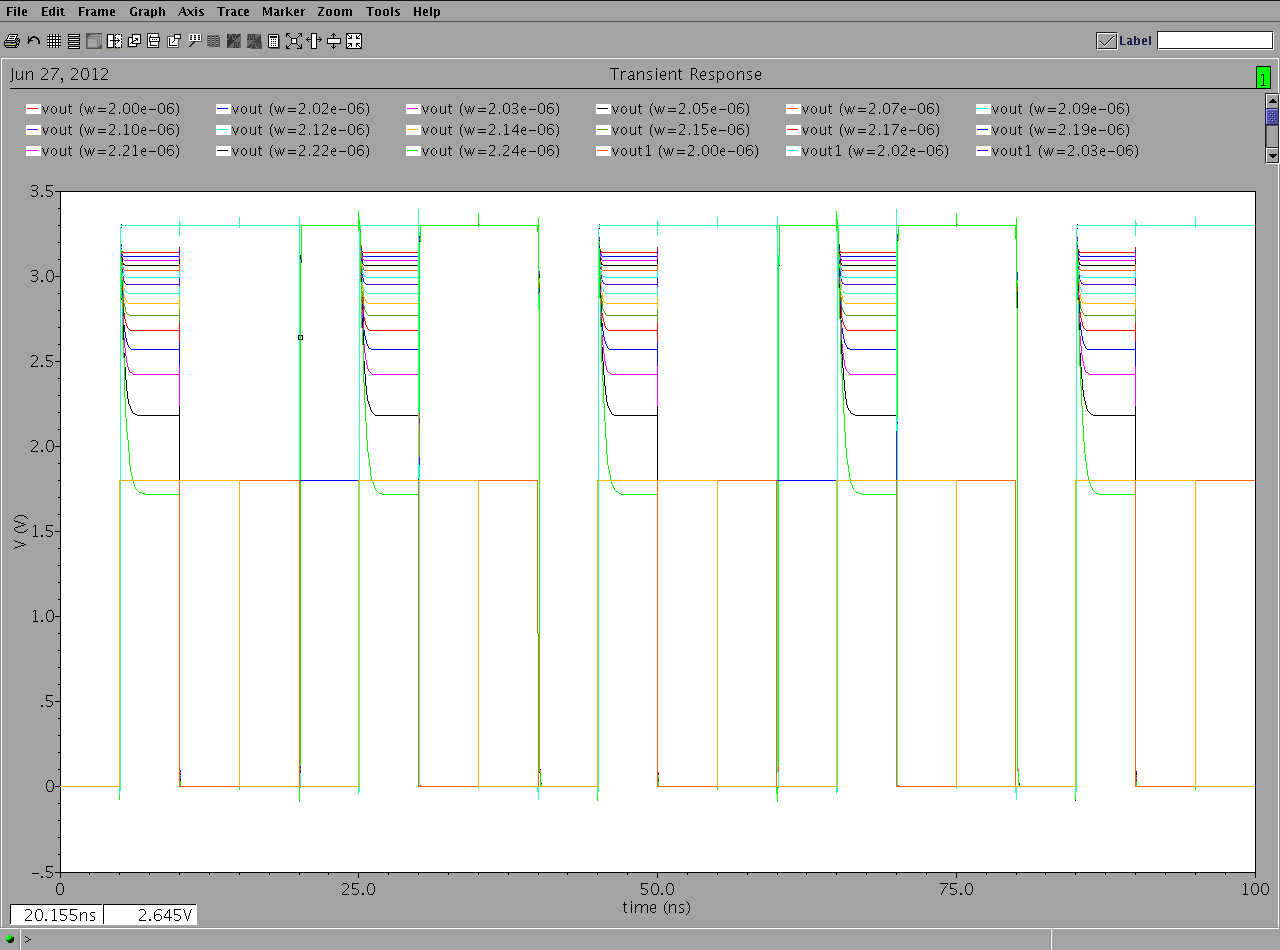 File Edit Frame Graph Axis Trace Marker Zoom Tools Help
Label
Jun 27, 2012 Transient Response 1
vout (w=2.00e-06) vout (w=2.02e-06) vout (w=2.03e-06) vout (w=2.05e-06) vout (w=2.07e-06) vout (w=2.09e-06)
vout (w=2.10e-06) vout (w=2.12e-06) vout (w=2.14e-06) vout (w=2.15e-06) vout (w=2.17e-06) vout (w=2.19e-06)
vout (w=2.21e-06) vout (w=2.22e-06) vout (w=2.24e-06) vout1 (w=2.00e-06) vout1 (w=2.02e-06) vout1 (w=2.03e-06)
3.5
3.0
2.5
2.0
V (V)
1.5
1.0
.5
0
-.5
0 25.0 50.0 75.0 100
time (ns)
20.155ns 2.645V
>